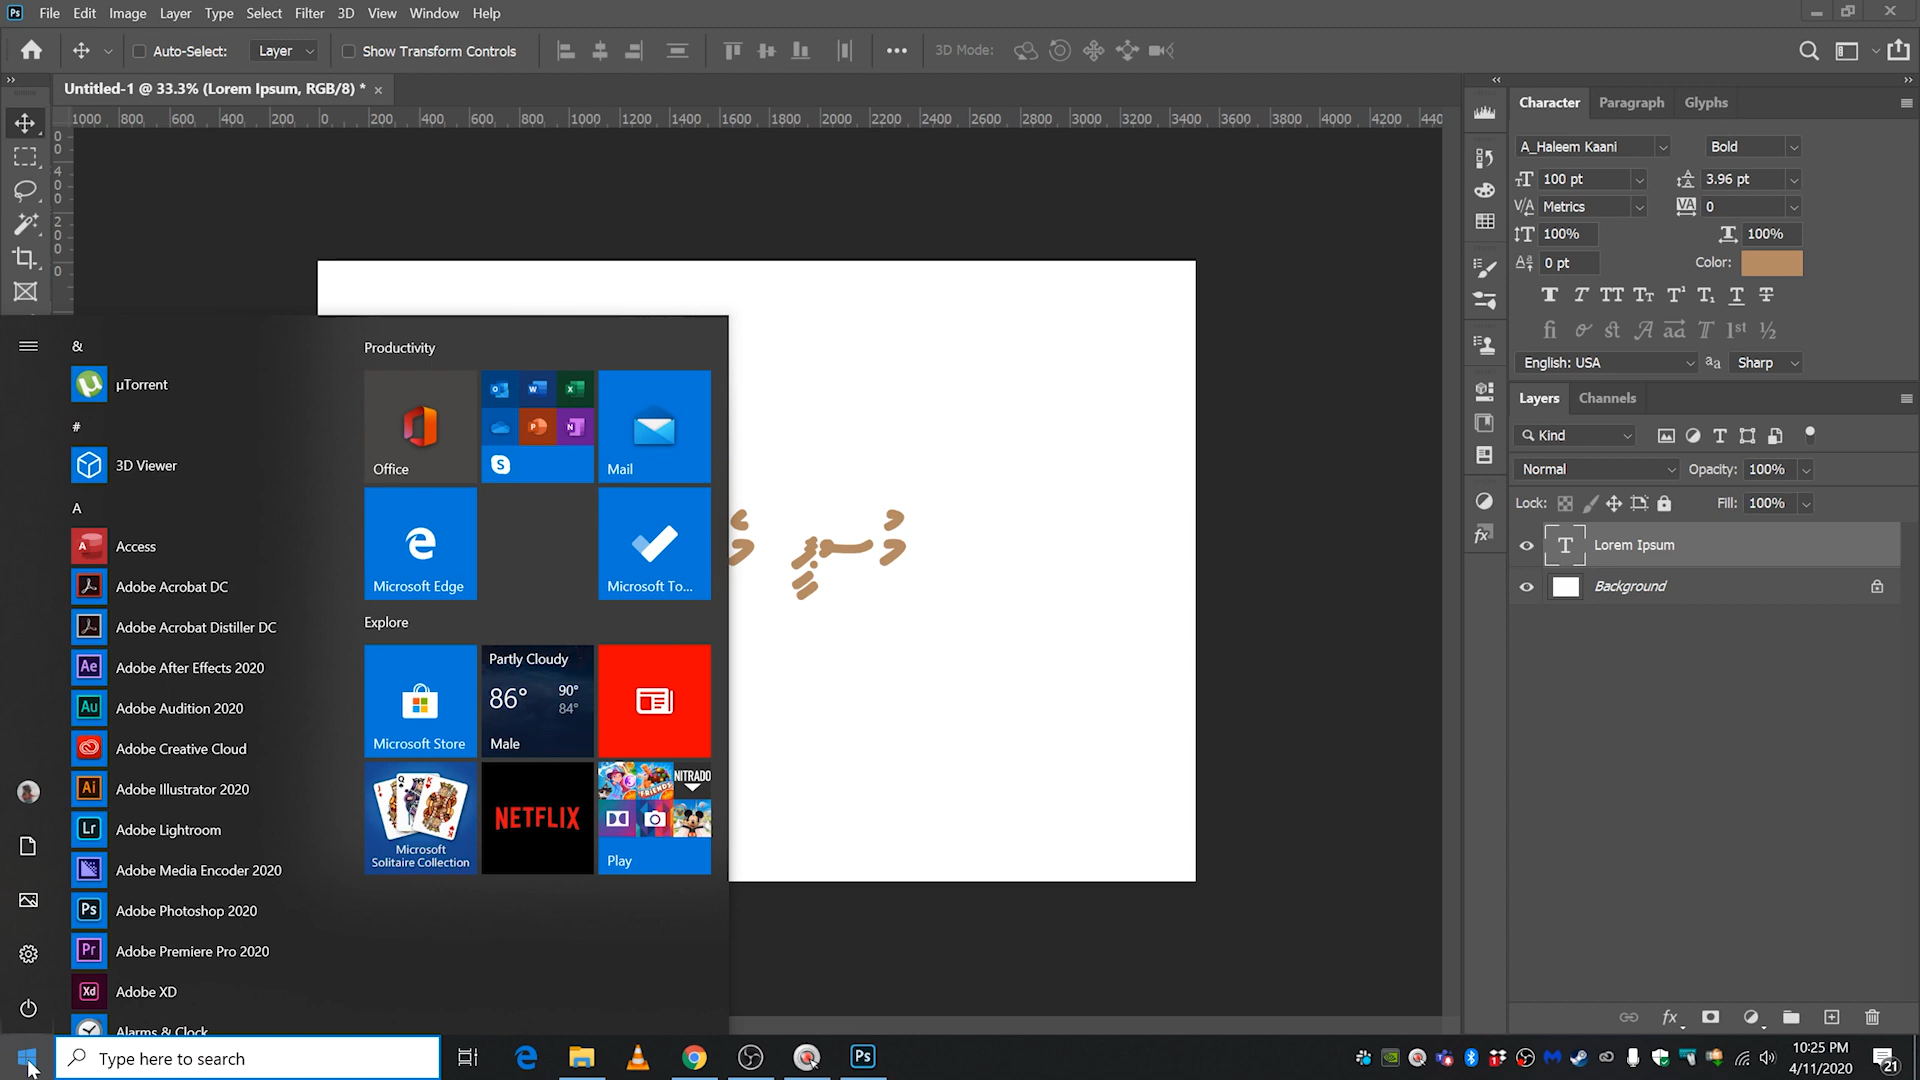 File Edit Image Layer Type Select Filter 3D View Window Help
Auto-Select: Layer Show Transform Controls 3D Mode:
Untitled-1 @ 33.3% (Lorem Ipsum, RGB/8) *
1000 800 600 400 200 0 200 400 600 800 1000 1200 1400 1600 1800 2000 2200 2400 2600 2800 3000 3200 3400 3600 3800 4000 4200 440
Character Paragraph Glyphs
A_Haleem Kaani Bold
100 pt 3.96 pt
Metrics 0
100% 100%
0 pt Color:
English: USA Sharp
Layers Channels
Kind
Normal Opacity: 100%
Lock: Fill: 100%
Lorem Ipsum
Background
&
µTorrent
#
3D Viewer
A
Access
Adobe Acrobat DC
Adobe Acrobat Distiller DC
Adobe After Effects 2020
Adobe Audition 2020
Adobe Creative Cloud
Adobe Illustrator 2020
Adobe Lightroom
Adobe Media Encoder 2020
Adobe Photoshop 2020
Adobe Premiere Pro 2020
Adobe XD
Alarms & Clock
Productivity
Office
Mail
Microsoft Edge
Microsoft To...
Explore
Microsoft Store
Partly Cloudy
86° 90°
84°
Male
Microsoft
Solitaire Collection
NETFLIX
NITRADO
FRIENDS
Play
Type here to search
10:25 PM
4/11/2020
21